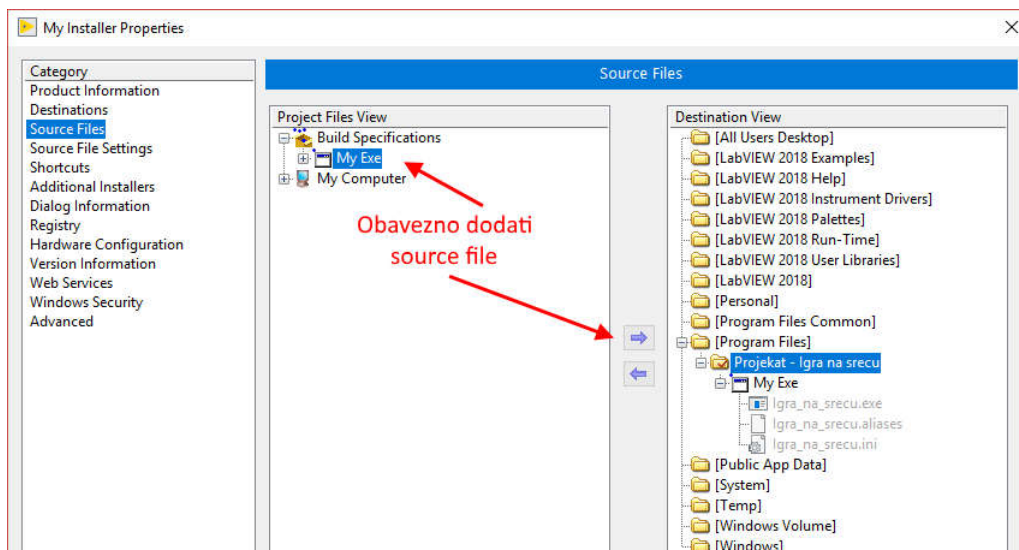 My Installer Properties
Category
Product Information
Destinations
Source Files
Source File Settings
Shortcuts
Additional Installers
Dialog Information
Registry
Hardware Configuration
Version Information
Web Services
Windows Security
Advanced
Source Files
Project Files View
Build Specifications
My Exe
My Computer
Obavezno dodati
source file
Destination View
[All Users Desktop]
[LabVIEW 2018 Examples]
[LabVIEW 2018 Help]
[LabVIEW 2018 Instrument Drivers]
[LabVIEW 2018 Palettes]
[LabVIEW 2018 Run-Time]
[LabVIEW 2018 User Libraries]
[LabVIEW 2018]
[Personal]
[Program Files Common]
[Program Files]
Projekat - Igra na srecu
My Exe
Igra_na_srecu.exe
Igra_na_srecu.aliases
Igra_na_srecu.ini
[Public App Data]
[System]
[Temp]
[Windows Volume]
[Windows]